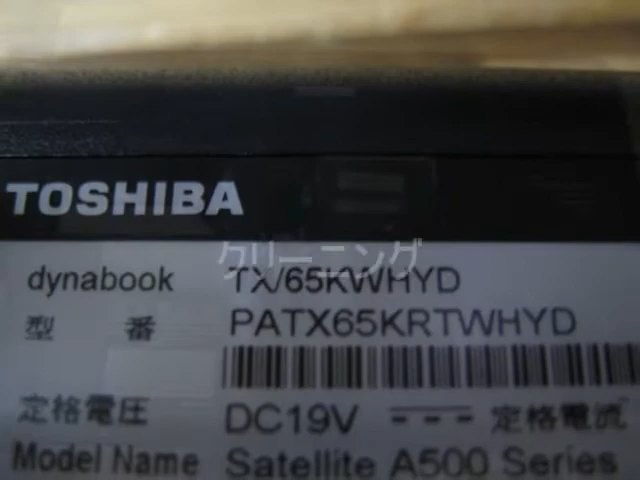 TOSHIBA
クリーニング
dynabook TX/65KWHYD
型 番 PATX65KRTWHYD
定格電圧 DC19V 定格電流
Model Name Satellite A500 Series